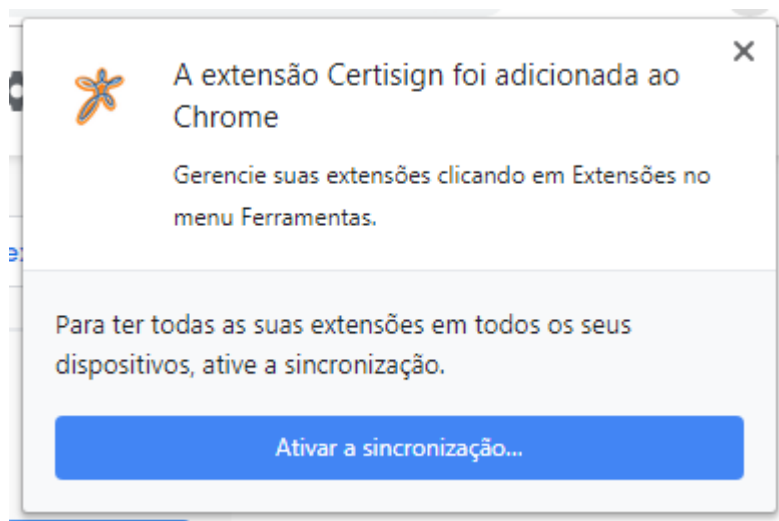 A extensão Certisign foi adicionada ao
Chrome
Gerencie suas extensões clicando em Extensões no
menu Ferramentas.
Para ter todas as suas extensões em todos os seus
dispositivos, ative a sincronização.
Ativar a sincronização...